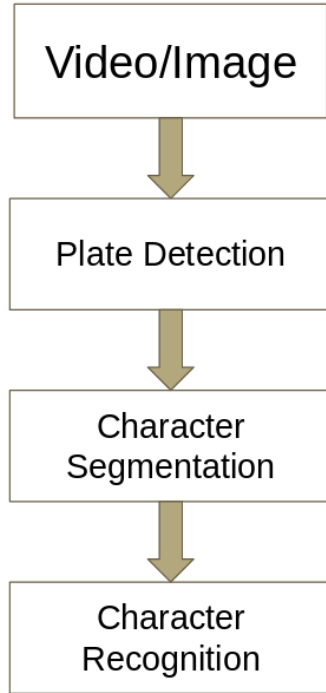 Video/Image
Plate Detection
Character
Segmentation
Character
Recognition